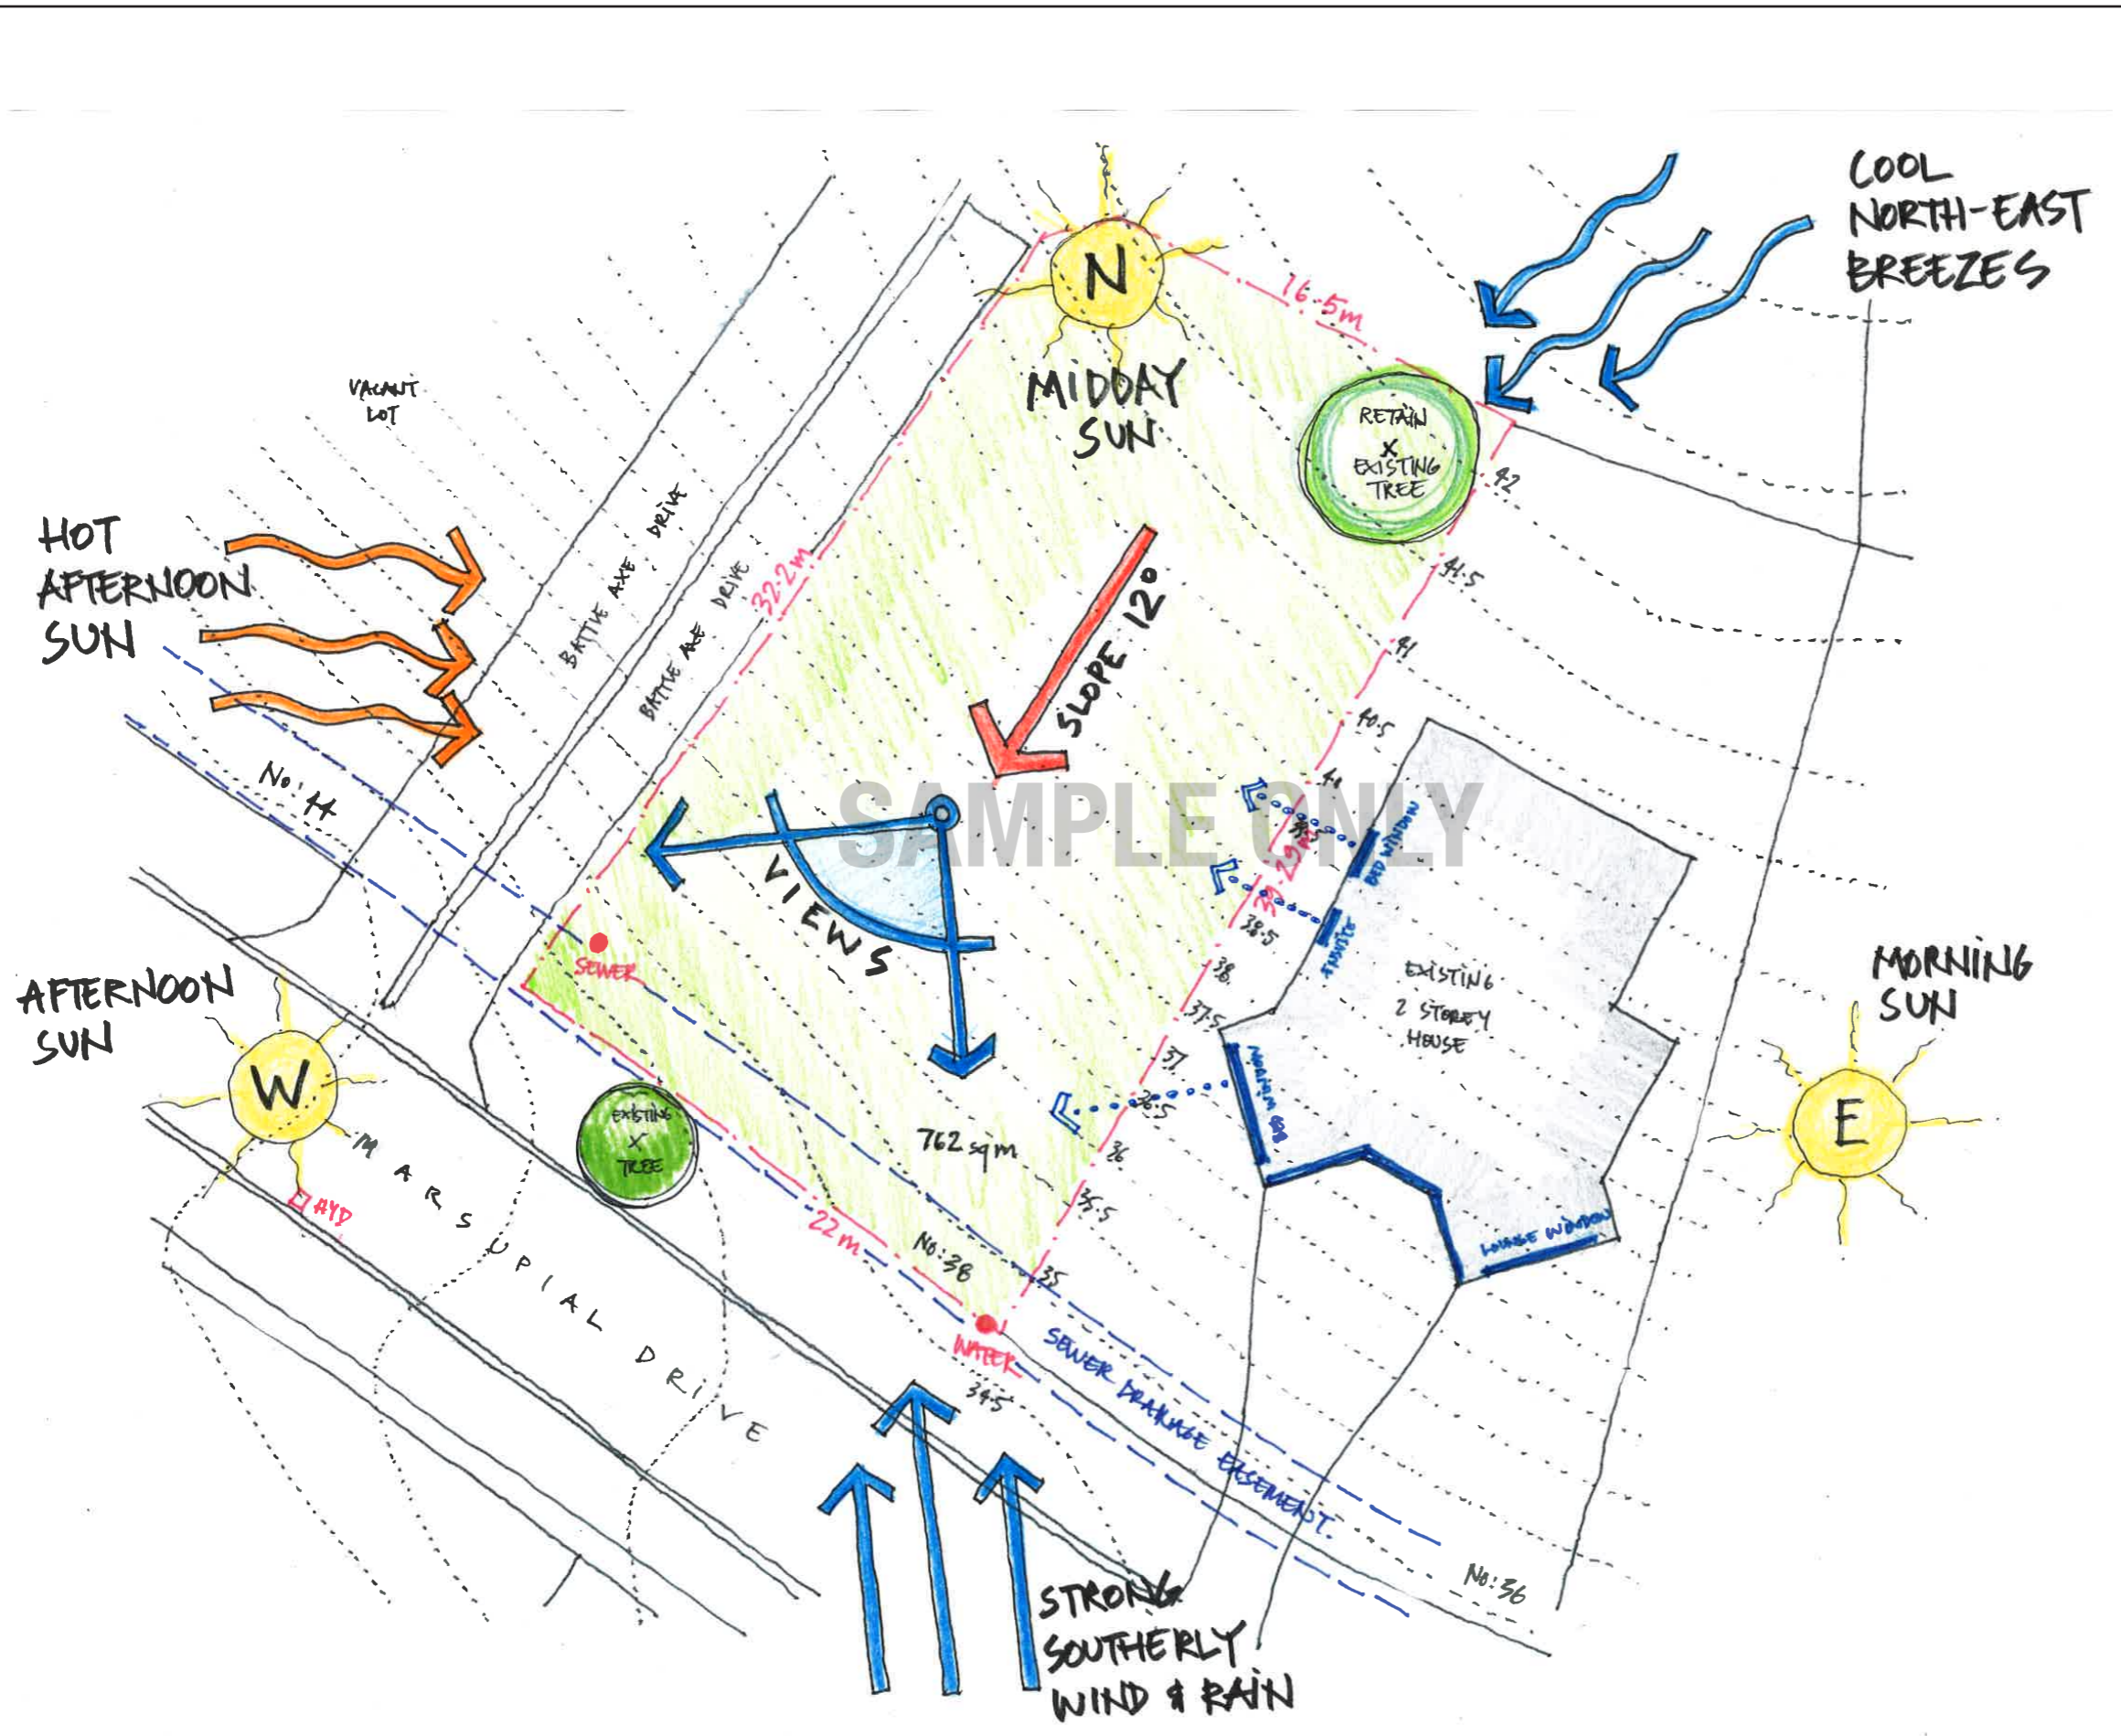 COOL
NORTH-EAST
BREEZES
N
16.5m
MIDDAY
SUN
VACANT
LOT
RETAIN
X
EXISTING
TREE
42
HOT
AFTERNOON
SUN
BATTLE AXE DRIVE
BATTLE AXE DRIVE
32.2m
SLOPE 12°
41.5
41
40.5
No: 44
SAMPLE ONLY
BED WINDOW
VIEWS
38.5
ENSUITE
38
SEWER
EXISTING
2 STOREY
HOUSE
MORNING
SUN
E
AFTERNOON
SUN
W
37.5
37
36.5
36
35.5
35
EXISTING
X
TREE
762 sqm
HYD
MARSUPIAL DRIVE
22m
No: 38
LOUNGE WINDOW
WATER
34.5
SEWER DRAINAGE EASEMENT.
No: 36
STRONG
SOUTHERLY
WIND & RAIN